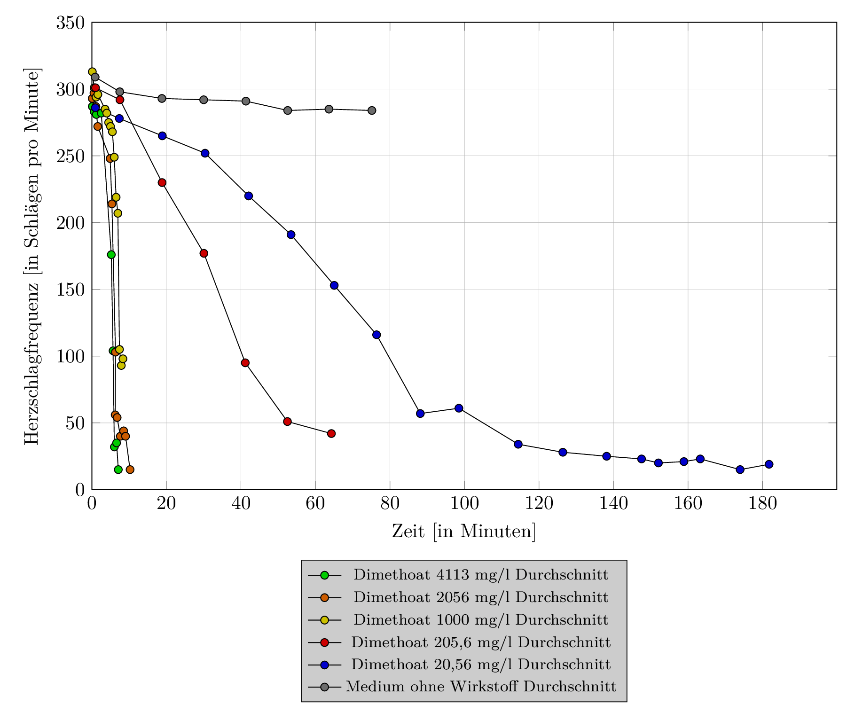 350
300
250
200
150
100
50
0
Herzschlagfrequenz [in Schlägen pro Minute]
0 20 40 60 80 100 120 140 160 180
Zeit [in Minuten]
Dimethoat 4113 mg/l Durchschnitt
Dimethoat 2056 mg/l Durchschnitt
Dimethoat 1000 mg/l Durchschnitt
Dimethoat 205,6 mg/l Durchschnitt
Dimethoat 20,56 mg/l Durchschnitt
Medium ohne Wirkstoff Durchschnitt